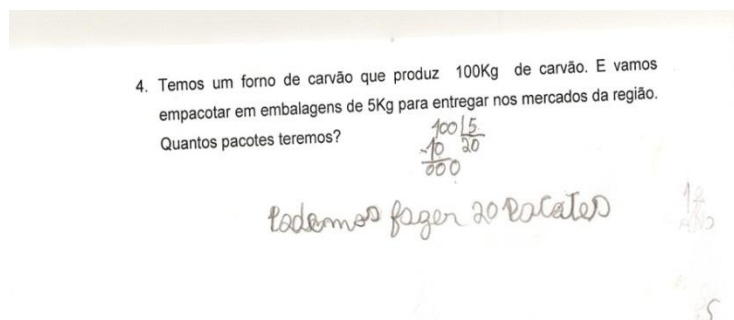 4. Temos um forno de carvão que produz 100Kg de carvão. E vamos
empacotar em embalagens de 5Kg para entregar nos mercados da região.
Quantos pacotes teremos?
100 5
-10 20
000
Podemos fazer 20 Pacates